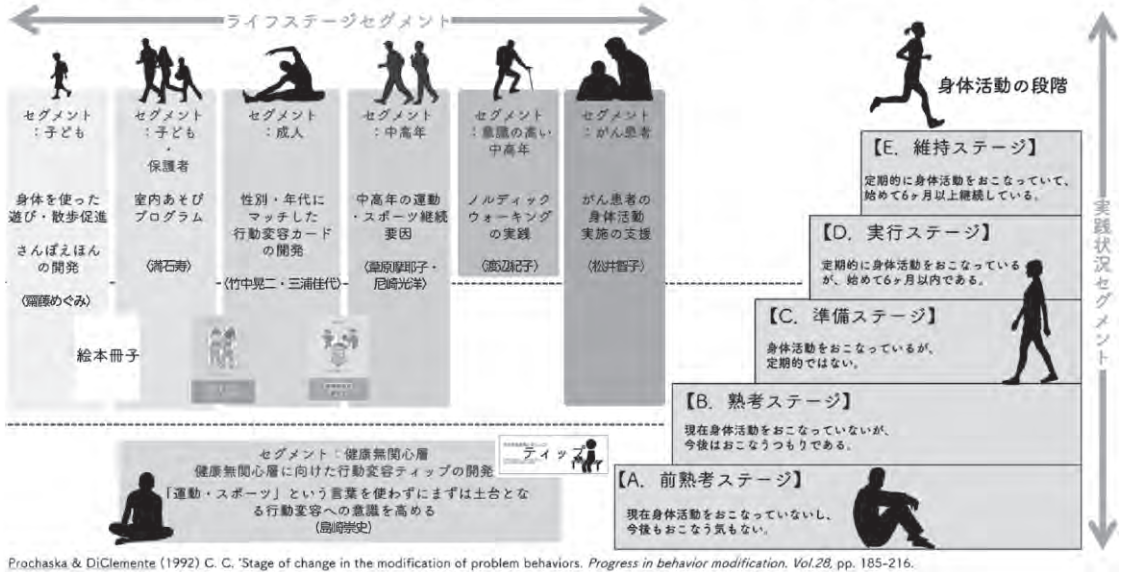 ライフステージセグメント
セグメント
:子ども
身体を使った
遊び・散歩促進
さんぽえほん
の開発
〈齋藤めぐみ〉
セグメント
:子ども
・
保護者
室内あそび
プログラム
〈満石寿〉
セグメント
:成人
性別・年代に
マッチした
行動変容カード
の開発
〈竹中晃二・三浦佳代〉
セグメント
:中高年
中高年の運動
・スポーツ継続
要因
〈葦原摩耶子・
尼崎光洋〉
セグメント
:意識の高い
中高年
ノルディック
ウォーキング
の実践
〈渡辺紀子〉
セグメント
:がん患者
がん患者の
身体活動
実施の支援
〈松井智子〉
絵本冊子
セグメント:健康無関心層
健康無関心層に向けた行動変容ティップの開発
「運動・スポーツ」という言葉を使わずにまずは土台とな
る行動変容への意識を高める
〈島崎崇史〉
ティップ
身体活動の段階
【E. 維持ステージ】
定期的に身体活動をおこなっていて、
始めて6ヶ月以上継続している。
【D. 実行ステージ】
定期的に身体活動をおこなっている
が、始めて6ヶ月以内である。
【C. 準備ステージ】
身体活動をおこなっているが、
定期的ではない。
【B. 熟考ステージ】
現在身体活動をおこなっていないが、
今後はおこなうつもりである。
【A. 前熟考ステージ】
現在身体活動をおこなっていないし、
今後もおこなう気もない。
実践状況セグメント
Prochaska & DiClemente (1992) C. C. 'Stage of change in the modification of problem behaviors. Progress in behavior modification. Vol.28, pp. 185-216.